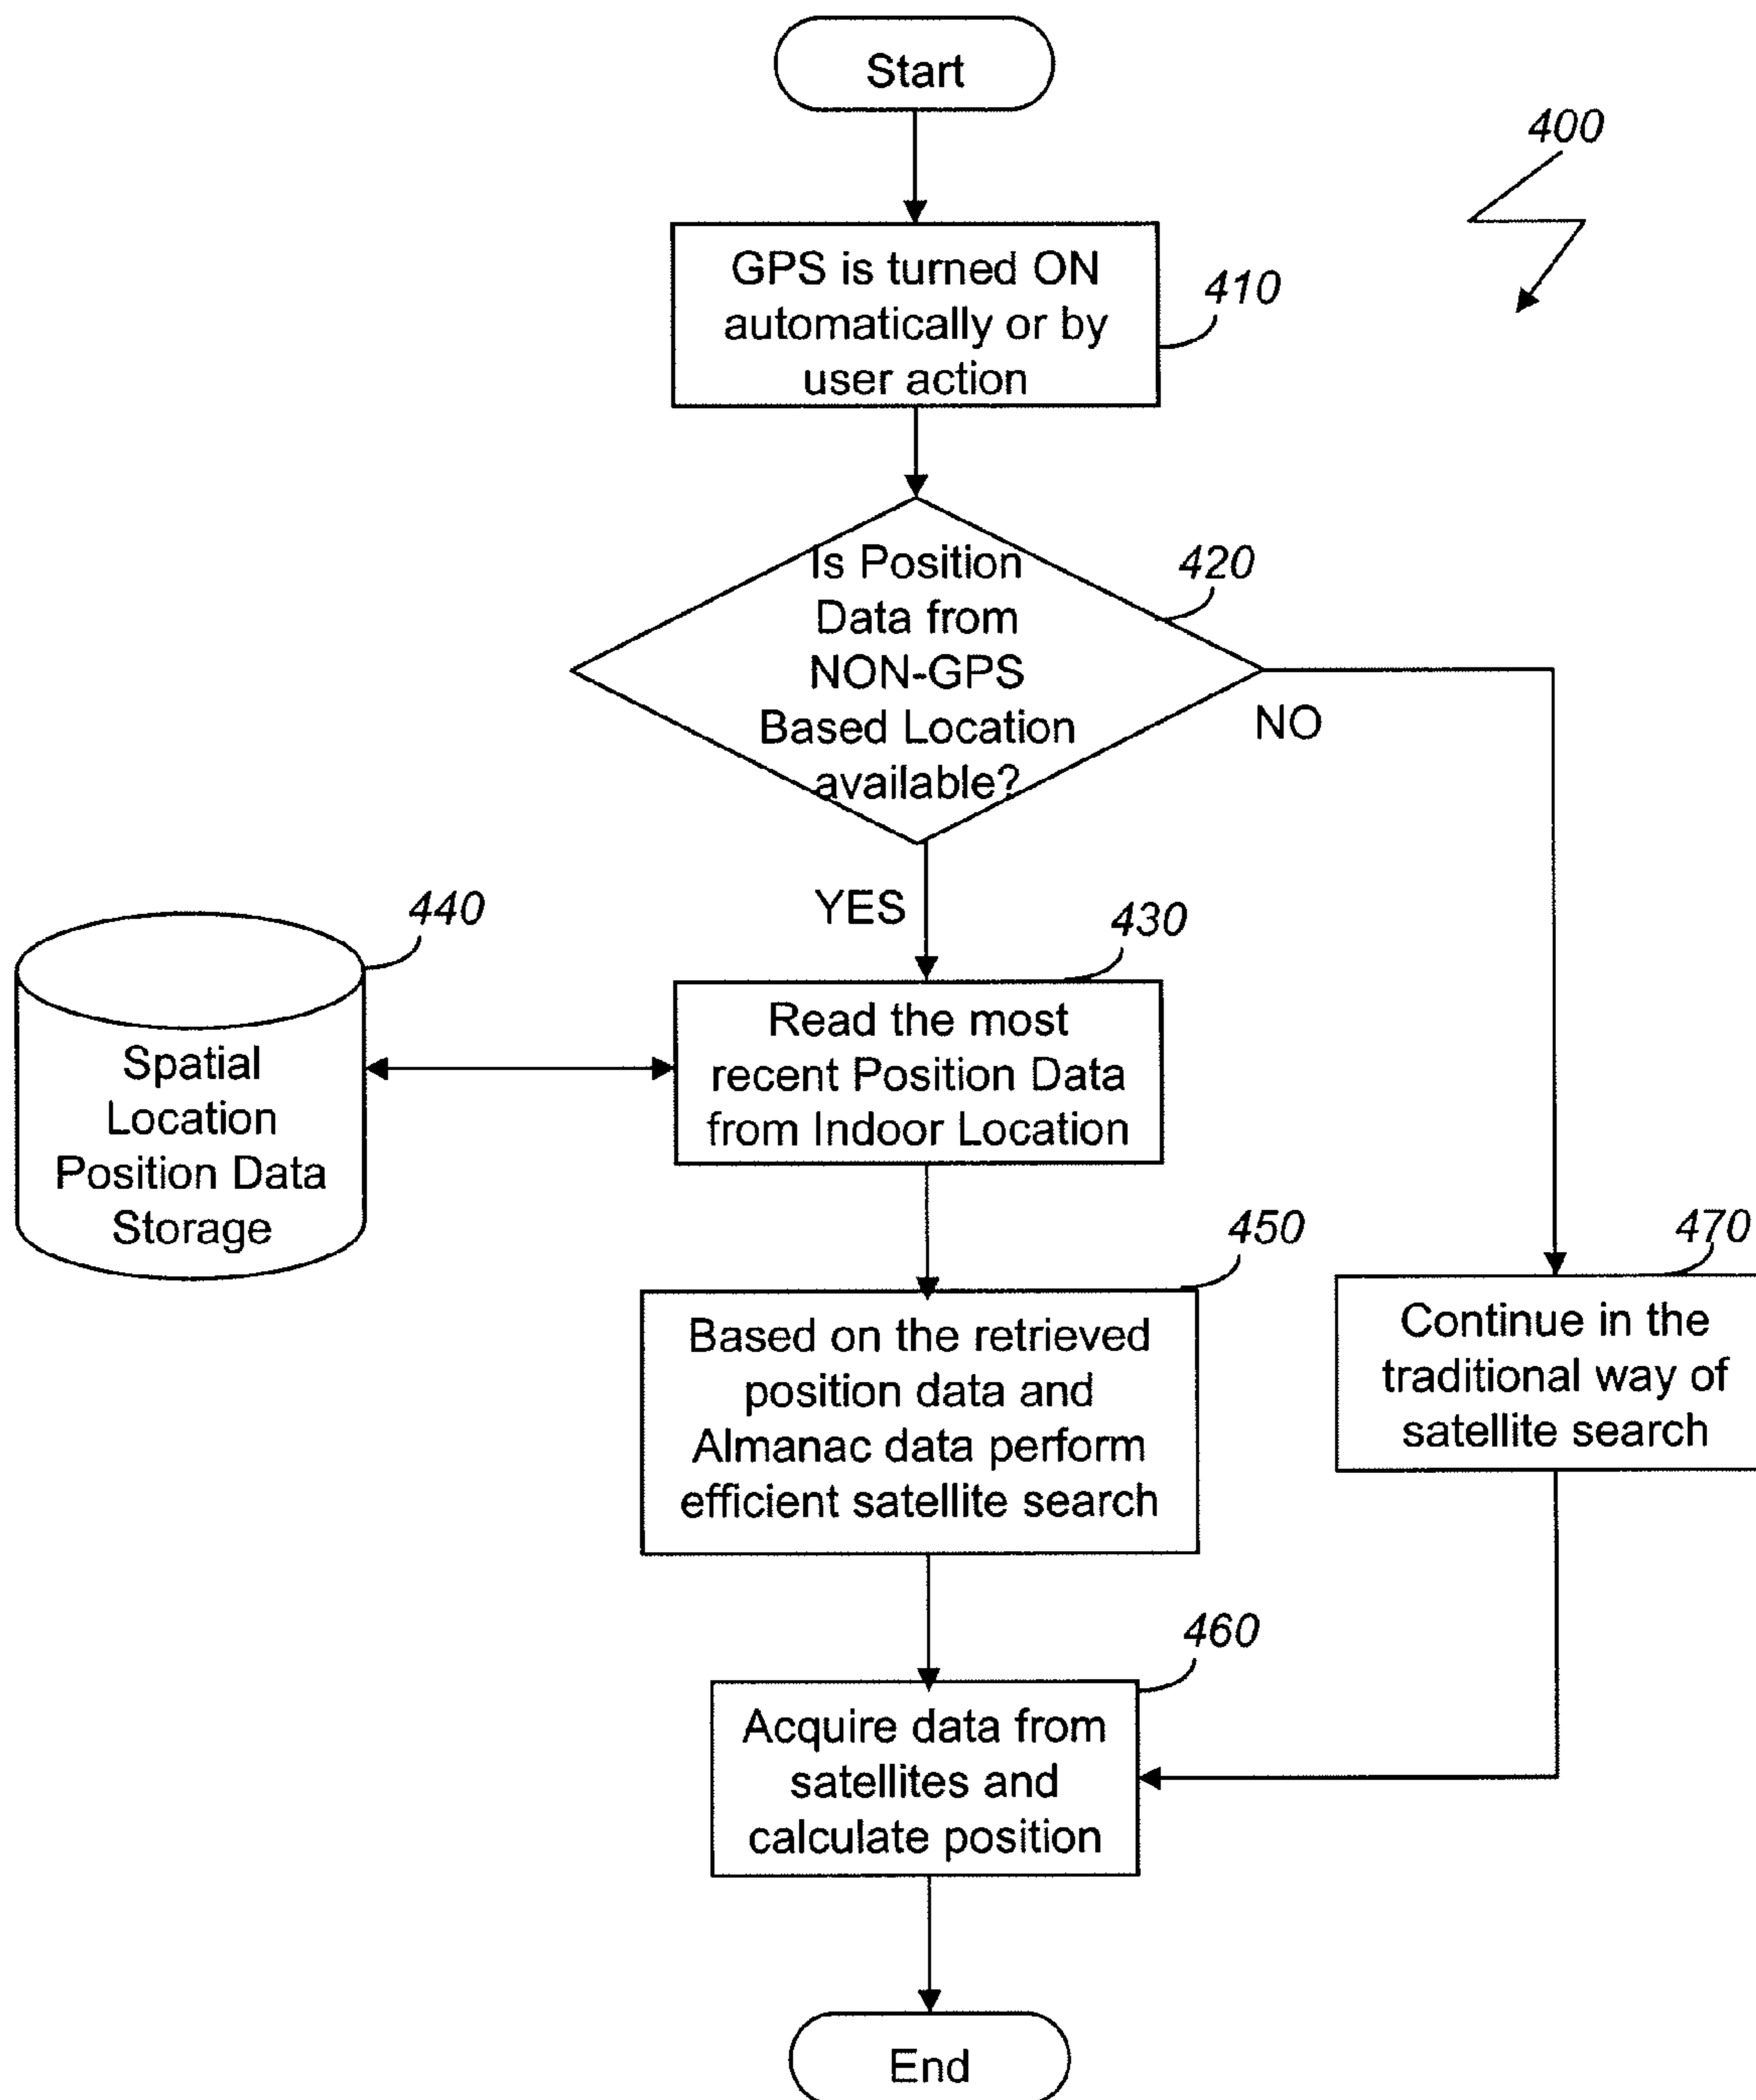 Start
400
GPS is turned ON
automatically or by
user action
410
Is Position
Data from
NON-GPS
Based Location
available?
420
NO
YES
430
440
Spatial
Location
Position Data
Storage
Read the most
recent Position Data
from Indoor Location
450
Based on the retrieved
position data and
Almanac data perform
efficient satellite search
470
Continue in the
traditional way of
satellite search
460
Acquire data from
satellites and
calculate position
End